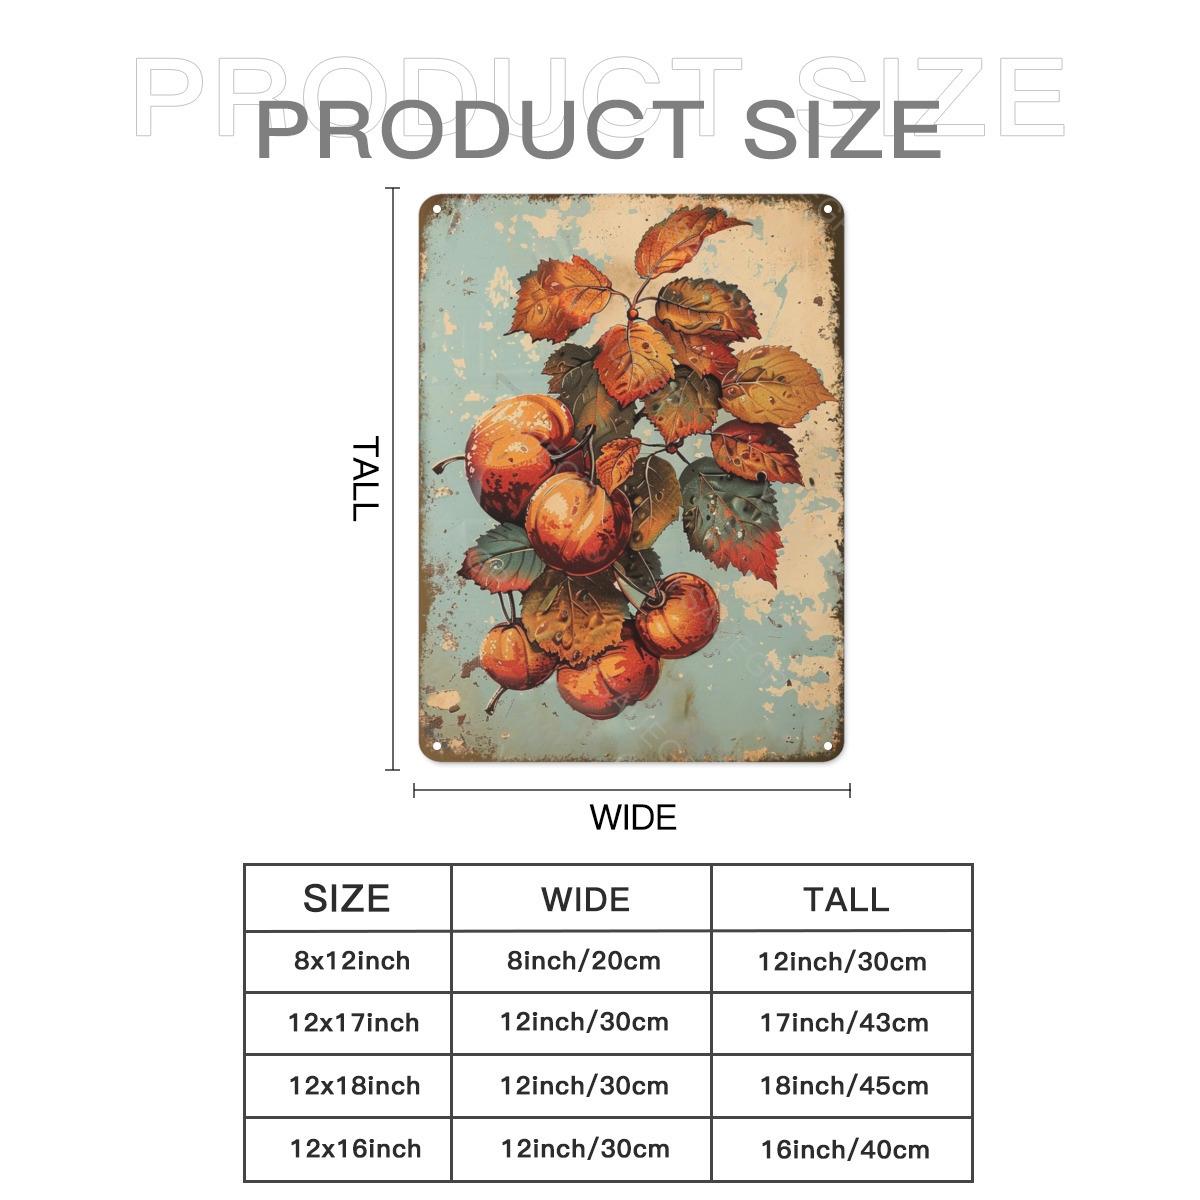 PRODUCT SIZE
PRODUCT SIZE
TALL
WIDE
SIZE WIDE TALL
8x12inch 8inch/20cm 12inch/30cm
12x17inch 12inch/30cm 17inch/43cm
12x18inch 12inch/30cm 18inch/45cm
12x16inch 12inch/30cm 16inch/40cm